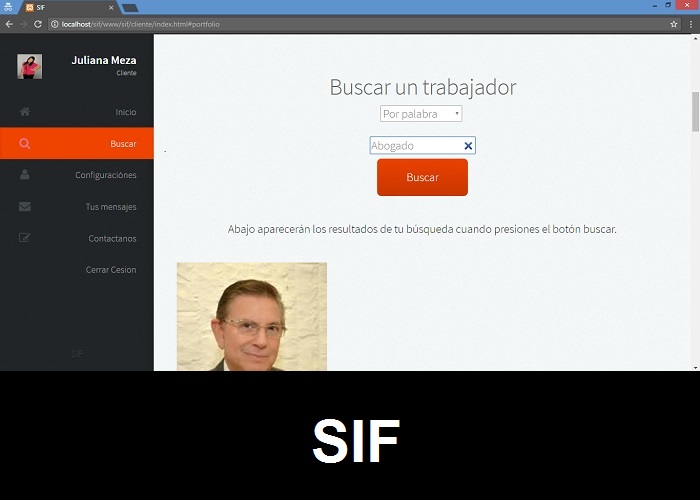 SIF
localhost/sif/www/sif/cliente/index.html#portfolio
Juliana Meza
Cliente
Inicio
Buscar
Configuraciónes
Tus mensajes
Contactanos
Cerrar Cesion
SIF
Buscar un trabajador
Por palabra
Abogado
Buscar
Abajo aparecerán los resultados de tu búsqueda cuando presiones el botón buscar.
SIF